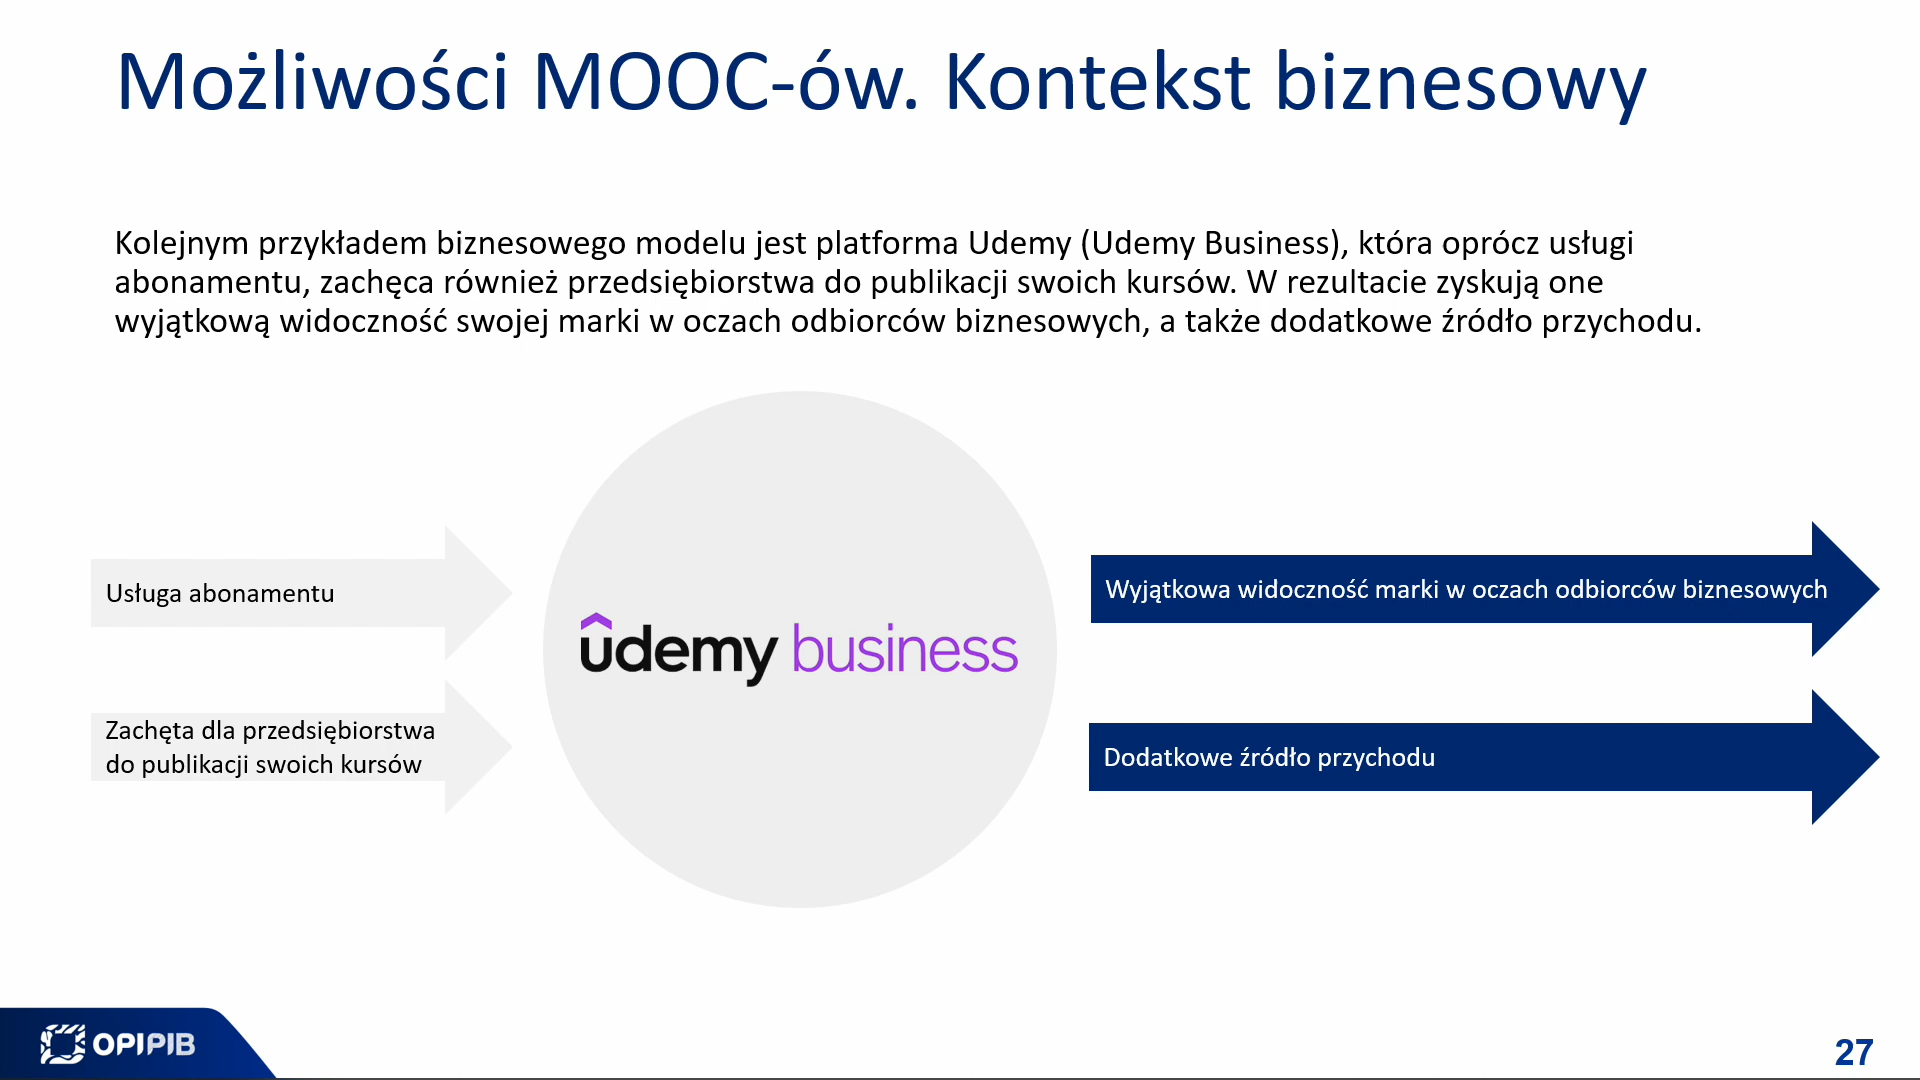 Możliwości MOOC-ów. Kontekst biznesowy
Kolejnym przykładem biznesowego modelu jest platforma Udemy (Udemy Business), która oprócz usługi
abonamentu, zachęca również przedsiębiorstwa do publikacji swoich kursów. W rezultacie zyskują one
wyjątkową widoczność swojej marki w oczach odbiorców biznesowych, a także dodatkowe źródło przychodu.
Usługa abonamentu
Zachęta dla przedsiębiorstwa
do publikacji swoich kursów
udemy business
Wyjątkowa widoczność marki w oczach odbiorców biznesowych
Dodatkowe źródło przychodu
OPIPIB
27